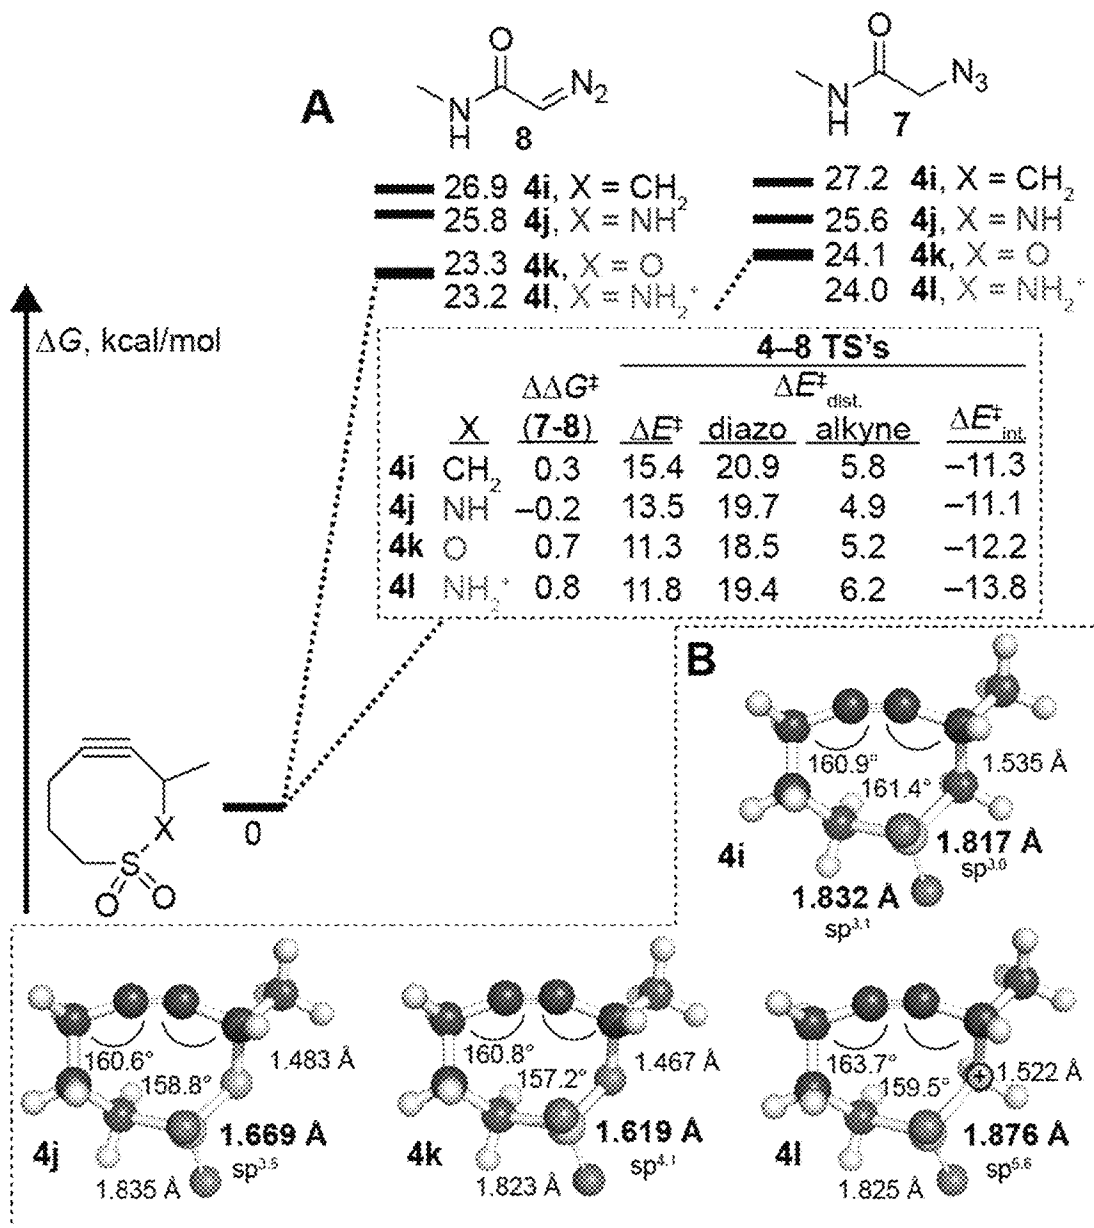 A
O
N
H
N₂
8
O
N
H
N₃
7
26.9 4i, X = CH₂
25.8 4j, X = NH
23.3 4k, X = O
23.2 4l, X = NH₂⁺
27.2 4i, X = CH₂
25.6 4j, X = NH
24.1 4k, X = O
24.0 4l, X = NH₂⁺
ΔG, kcal/mol
4–8 TS's
ΔΔG‡ ΔE‡dist.
X (7-8) ΔE‡ diazo alkyne ΔE‡int.
4i CH₂ 0.3 15.4 20.9 5.8 –11.3
4j NH –0.2 13.5 19.7 4.9 –11.1
4k O 0.7 11.3 18.5 5.2 –12.2
4l NH₂⁺ 0.8 11.8 19.4 6.2 –13.8
X
S
O O
0
B
160.9°
161.4°
1.535 Å
4i
1.817 Å
sp³·⁰
1.832 Å
sp³·¹
160.6°
158.8°
1.483 Å
4j
1.669 Å
sp³·⁵
1.835 Å
160.8°
157.2°
1.467 Å
4k
1.619 Å
sp⁴·¹
1.823 Å
163.7°
159.5°
+
1.522 Å
4l
1.876 Å
sp⁵·⁶
1.825 Å